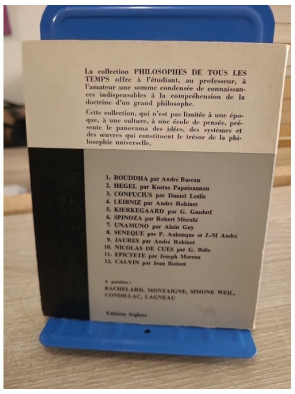 La collection PHILOSOPHES DE TOUS LES
TEMPS offre à l'étudiant, au professeur, à
l'amateur une somme condensée de connaissan-
ces indispensables à la compréhension de la
doctrine d'un grand philosophe.
Cette collection, qui n'est pas limitée à une épo-
que, à une culture, à une école de pensée, pré-
sente le panorama des idées, des systèmes et
des œuvres qui constituent le trésor de la phi-
losophie universelle.
1. BOUDDHA par André Bareau
2. HEGEL par Kostas Papaioannou
3. CONFUCIUS par Daniel Leslie
4. LEIBNIZ par André Robinet
5. KIERKEGAARD par G. Gusdorf
6. SPINOZA par Robert Misrahi
7. UNAMUNO par Alain Guy
8. SENEQUE par P. Aubenque et J.-M André
9. JAURES par André Robinet
10. NICOLAS DE CUES par G. Bufo
11. EPICTETE par Joseph Moreau
12. CALVIN par Jean Boisset
A paraître :
BACHELARD, MONTAIGNE, SIMONE WEIL,
CONDILLAC, LAGNEAU
Editions Seghers